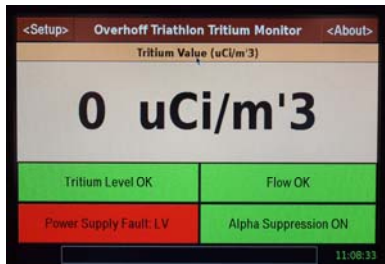 <Setup> Overhoff Triathlon Tritium Monitor <About>
Tritium Value (uCi/m'3)
0 uCi/m'3
Tritium Level OK Flow OK
Power Supply Fault: LV Alpha Suppression ON
11:08:33